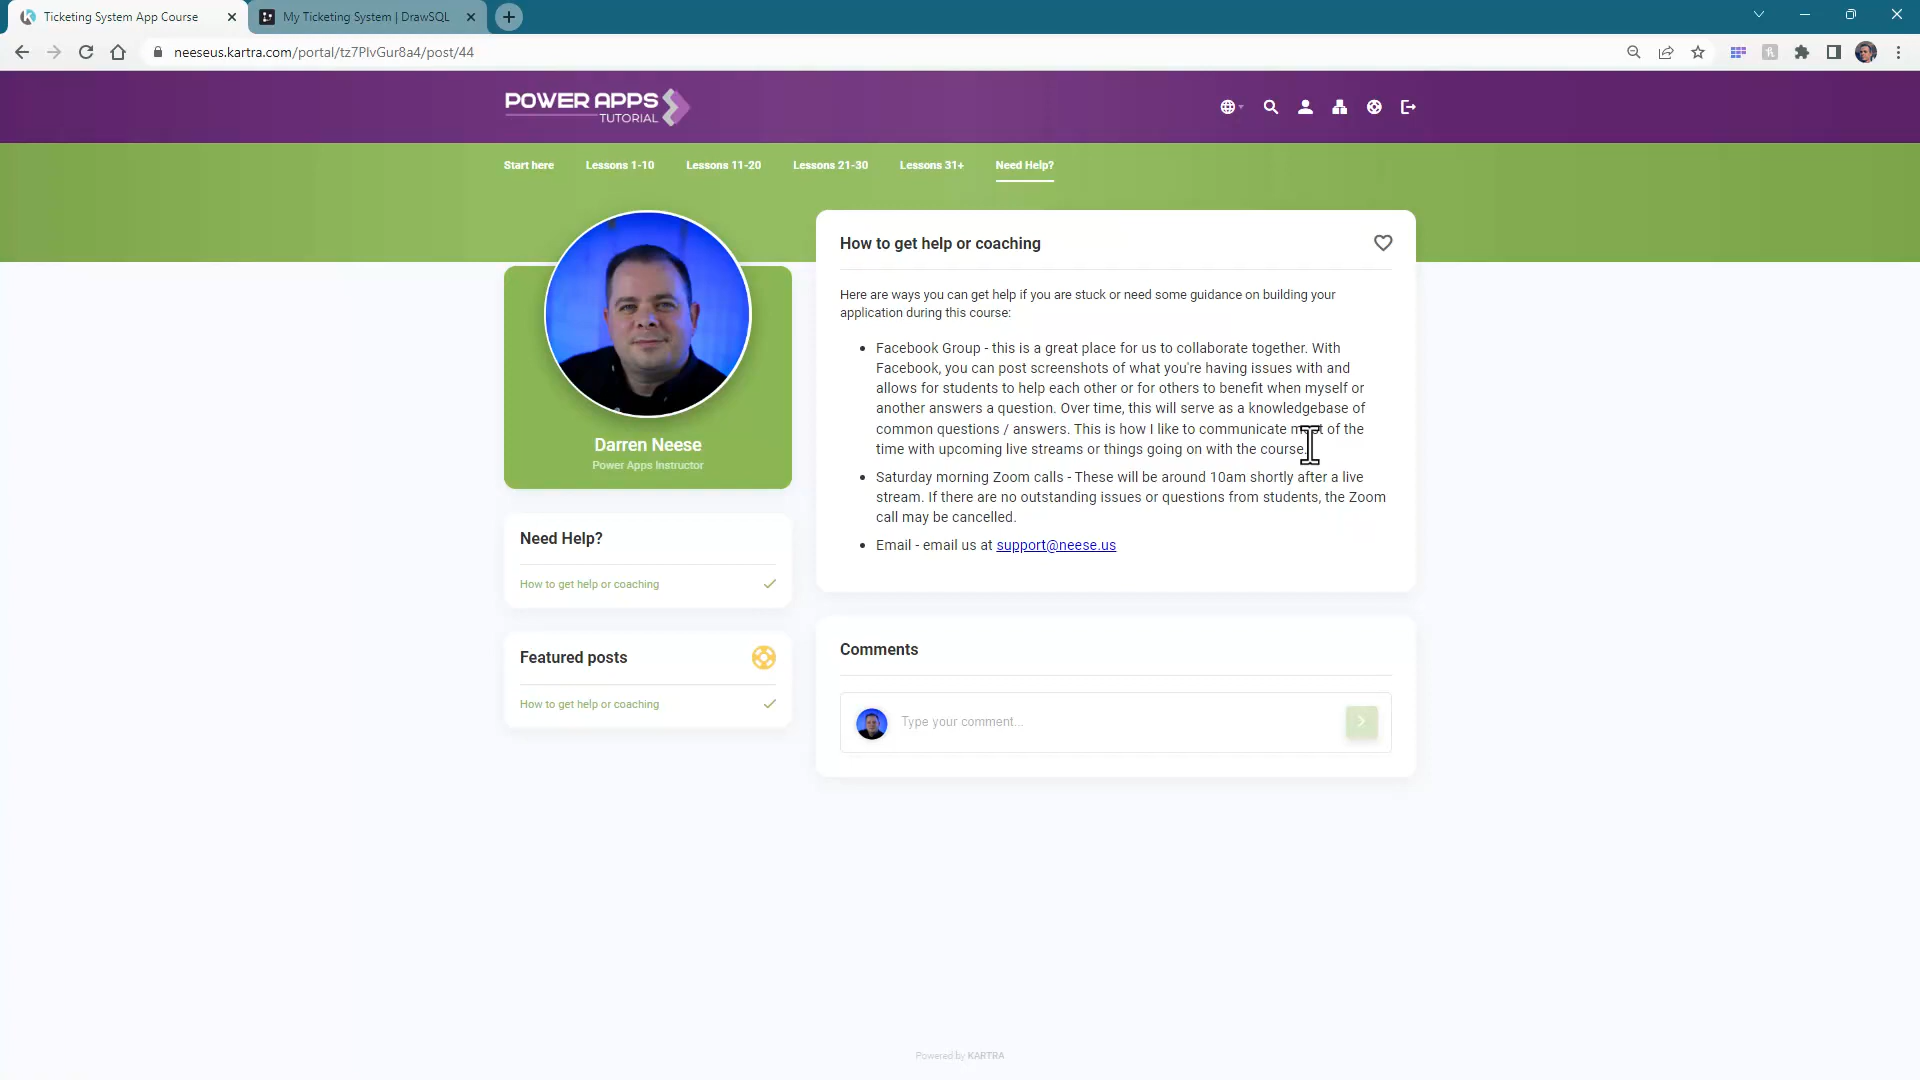 Ticketing System App Course
My Ticketing System | DrawSQL
neeseus.kartra.com/portal/tz7PlvGur8a4/post/44
POWER APPS
TUTORIAL
Start here
Lessons 1-10
Lessons 11-20
Lessons 21-30
Lessons 31+
Need Help?
Darren Neese
Power Apps Instructor
Need Help?
How to get help or coaching
Featured posts
How to get help or coaching
How to get help or coaching
Here are ways you can get help if you are stuck or need some guidance on building your
application during this course:
• Facebook Group - this is a great place for us to collaborate together. With
Facebook, you can post screenshots of what you're having issues with and
allows for students to help each other or for others to benefit when myself or
another answers a question. Over time, this will serve as a knowledgebase of
common questions / answers. This is how I like to communicate most of the
time with upcoming live streams or things going on with the course.
• Saturday morning Zoom calls - These will be around 10am shortly after a live
stream. If there are no outstanding issues or questions from students, the Zoom
call may be cancelled.
• Email - email us at support@neese.us
Comments
Type your comment...
Powered by KARTRA